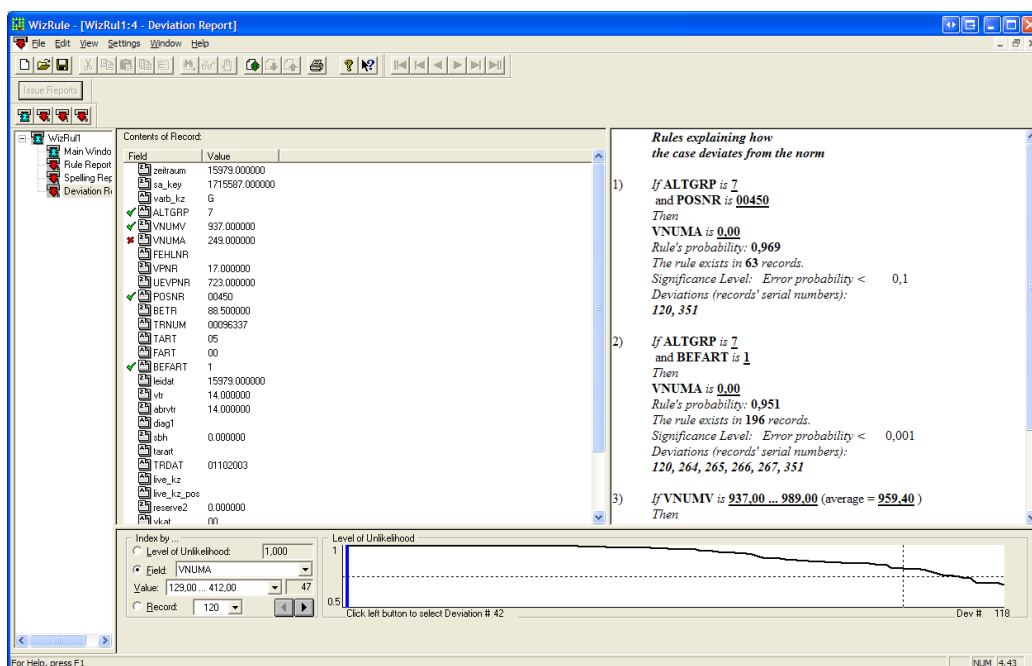 WizRule - [WizRul1:4 - Deviation Report]
File Edit View Settings Window Help
Issue Reports
WizRul1
Main Windo
Rule Report
Spelling Rep
Deviation Re
Contents of Record:
Field Value
zeitraum 15979.000000
sa_key 1715587.000000
varb_kz G
ALTGRP 7
VNUMV 937.000000
VNUMA 249.000000
FEHLNR
VPNR 17.000000
UEVPNR 723.000000
POSNR 00450
BETR 88.500000
TRNUM 00096337
TART 05
FART 00
BEFART 1
leidat 15979.000000
vtr 14.000000
abrvtr 14.000000
diag1
sbh 0.000000
tarart
TRDAT 01102003
live_kz
live_kz_pos
reserve2 0.000000
vkat 00
Rules explaining how
the case deviates from the norm
1) If ALTGRP is 7
and POSNR is 00450
Then
VNUMA is 0,00
Rule's probability: 0,969
The rule exists in 63 records.
Significance Level: Error probability < 0,1
Deviations (records' serial numbers):
120, 351
2) If ALTGRP is 7
and BEFART is 1
Then
VNUMA is 0,00
Rule's probability: 0,951
The rule exists in 196 records.
Significance Level: Error probability < 0,001
Deviations (records' serial numbers):
120, 264, 265, 266, 267, 351
3) If VNUMV is 937,00 ... 989,00 (average = 959,40 )
Then
Index by ...
Level of Unlikelihood: 1,000
Field: VNUMA
Value: 129,00 ... 412,00 47
Record: 120
Level of Unlikelihood
1
0.5
Click left button to select Deviation # 42
Dev #. 118
For Help, press F1
NUM 4.43